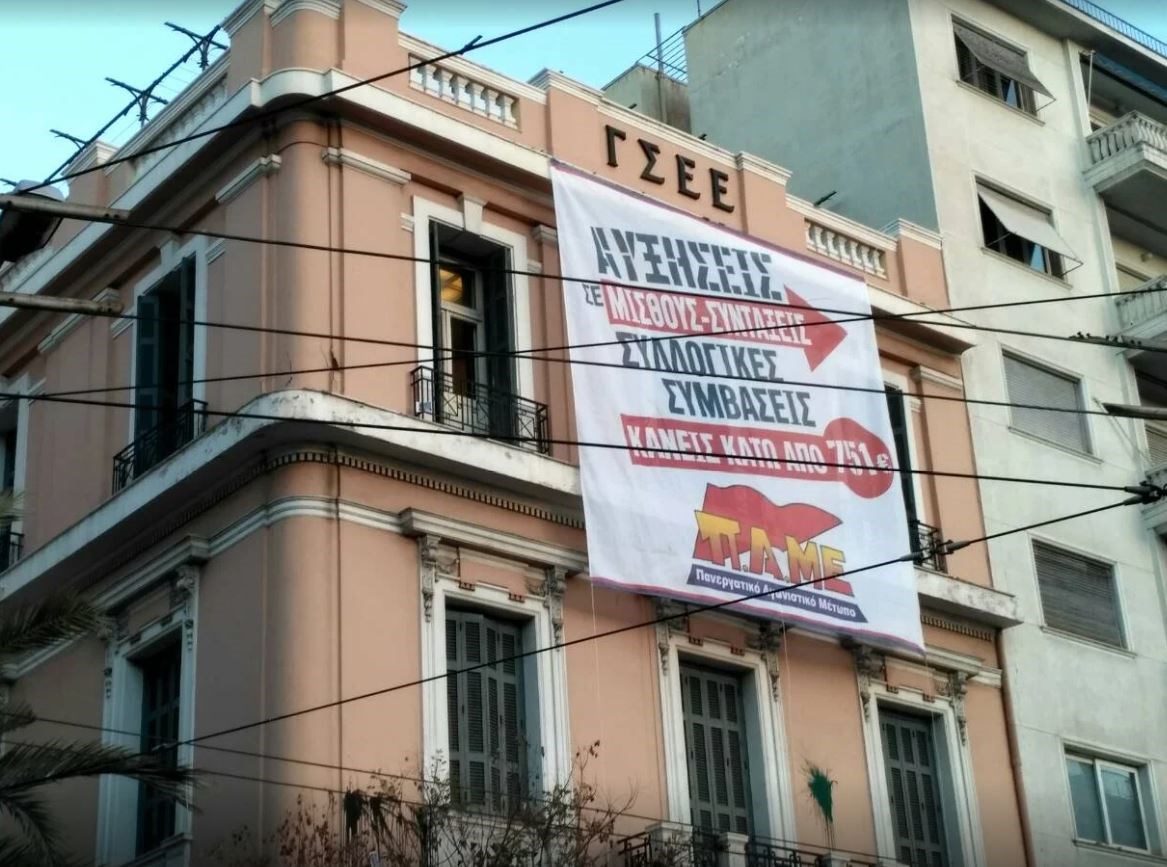 ΓΣΕΕ
ΑΥΞΗΣΕΙΣ
ΣΕ ΜΙΣΘΟΥΣ-ΣΥΝΤΑΞΕΙΣ
ΣΥΛΛΟΓΙΚΕΣ
ΣΥΜΒΑΣΕΙΣ
ΚΑΝΕΙΣ ΚΑΤΩ ΑΠΟ 751€
Π.Α.ΜΕ
Πανεργατικό Αγωνιστικό Μέτωπο